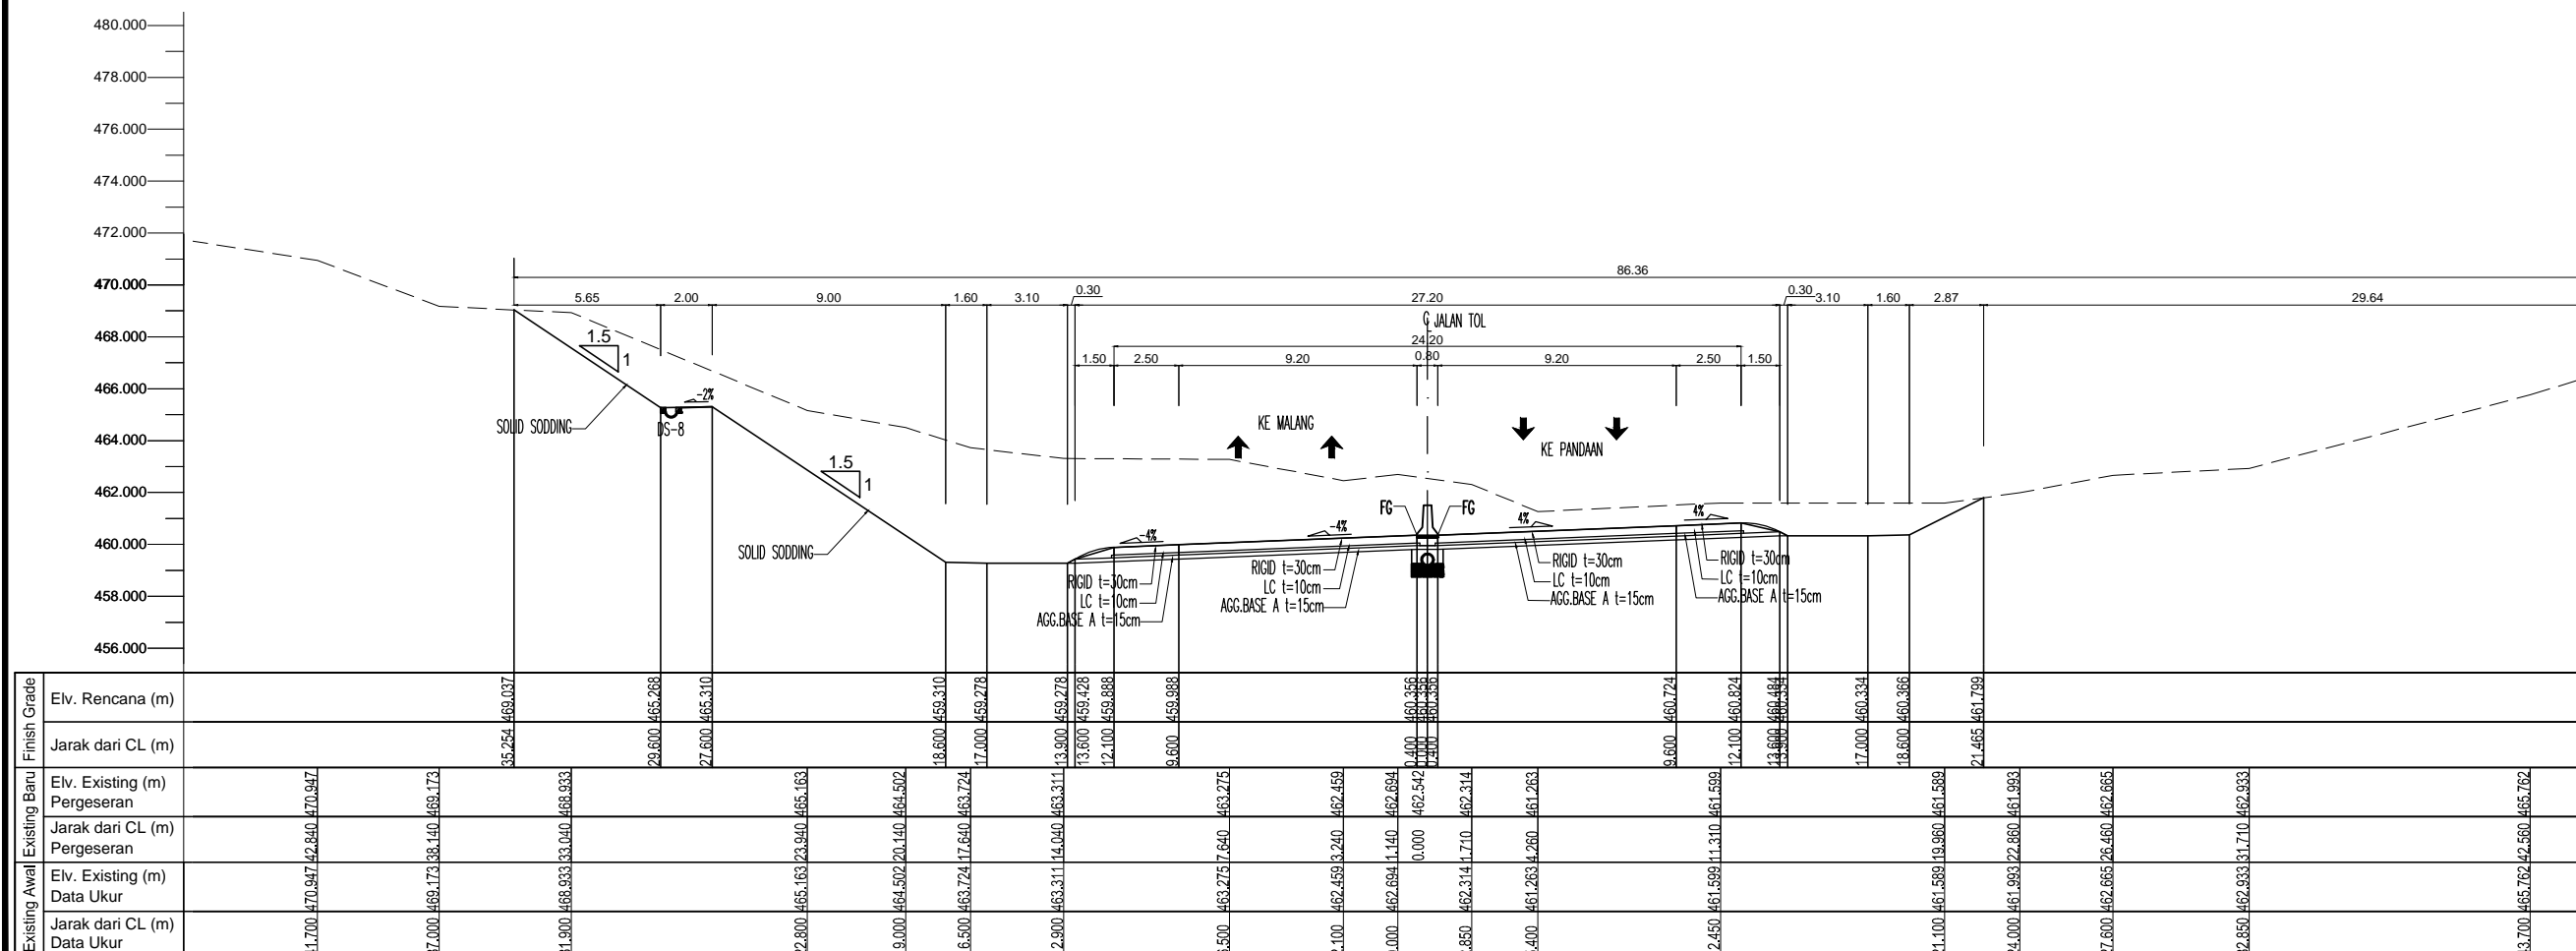 480.000
478.000
476.000
474.000
472.000
470.000
468.000
466.000
464.000
462.000
460.000
458.000
456.000
86.36
5.65 2.00 9.00 1.60 3.10 0.30 27.20 0.30 3.10 1.60 2.87 29.64
℄ JALAN TOL
24.20
1.50 2.50 9.20 0.80 9.20 2.50 1.50
1.5
1
-2%
SOLID SODDING
DS-8
KE MALANG
KE PANDAAN
1.5
1
SOLID SODDING
FG
FG
-4%
-4%
4%
4%
RIGID t=30cm
LC t=10cm
AGG.BASE A t=15cm
RIGID t=30cm
LC t=10cm
AGG.BASE A t=15cm
RIGID t=30cm
LC t=10cm
AGG.BASE A t=15cm
RIGID t=30cm
LC t=10cm
AGG.BASE A t=15cm
Finish Grade
Elv. Rencana (m)
469.037 465.268 465.310 459.310 459.278 459.278 459.428 459.888 459.988 460.356 460.356 460.356 460.724 460.824 460.484 460.334 460.334 460.366 461.799
Jarak dari CL (m)
35.254 29.600 27.600 18.600 17.000 13.900 13.600 12.100 9.600 0.400 0.000 0.400 9.600 12.100 13.600 13.900 17.000 18.600 21.465
Existing Baru
Elv. Existing (m)
Pergeseran
470.947 469.173 468.933 465.163 464.502 463.724 463.311 463.275 462.459 462.694 462.542 462.314 461.263 461.599 461.589 461.993 462.665 462.933 465.762
Jarak dari CL (m)
Pergeseran
42.840 38.140 33.040 23.940 20.140 17.640 14.040 7.640 3.240 1.140 0.000 1.710 4.260 11.310 19.960 22.860 26.460 31.710 42.560
Existing Awal
Elv. Existing (m)
Data Ukur
470.947 469.173 468.933 465.163 464.502 463.724 463.311 463.275 462.459 462.694 462.314 461.263 461.599 461.589 461.993 462.665 462.933 465.762
Jarak dari CL (m)
Data Ukur